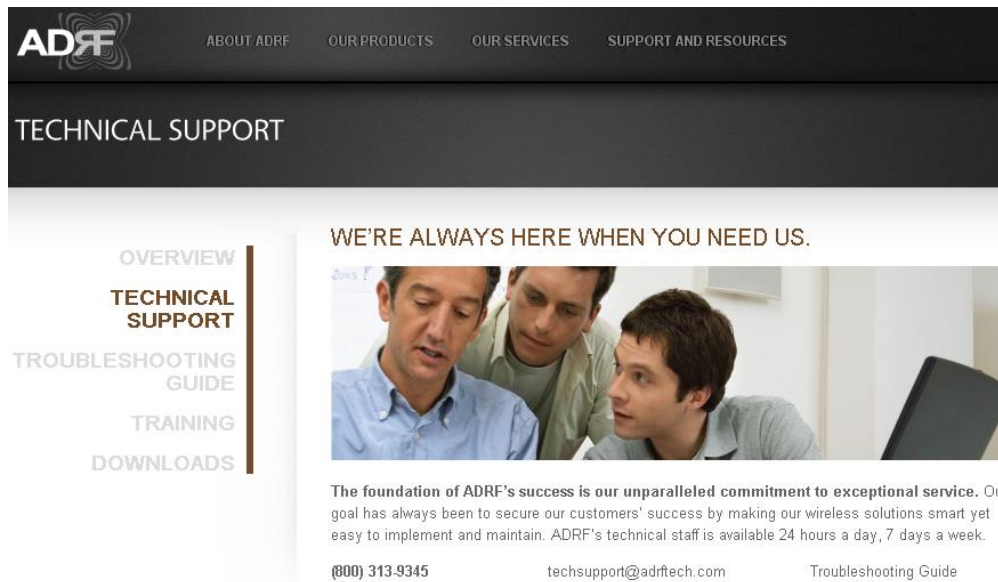 ADRF
ABOUT ADRF OUR PRODUCTS OUR SERVICES SUPPORT AND RESOURCES
TECHNICAL SUPPORT
OVERVIEW
TECHNICAL
SUPPORT
TROUBLESHOOTING
GUIDE
TRAINING
DOWNLOADS
WE'RE ALWAYS HERE WHEN YOU NEED US.
The foundation of ADRF's success is our unparalleled commitment to exceptional service.
goal has always been to secure our customers' success by making our wireless solutions smart yet
easy to implement and maintain. ADRF's technical staff is available 24 hours a day, 7 days a week.
(800) 313-9345 techsupport@adrftech.com Troubleshooting Guide